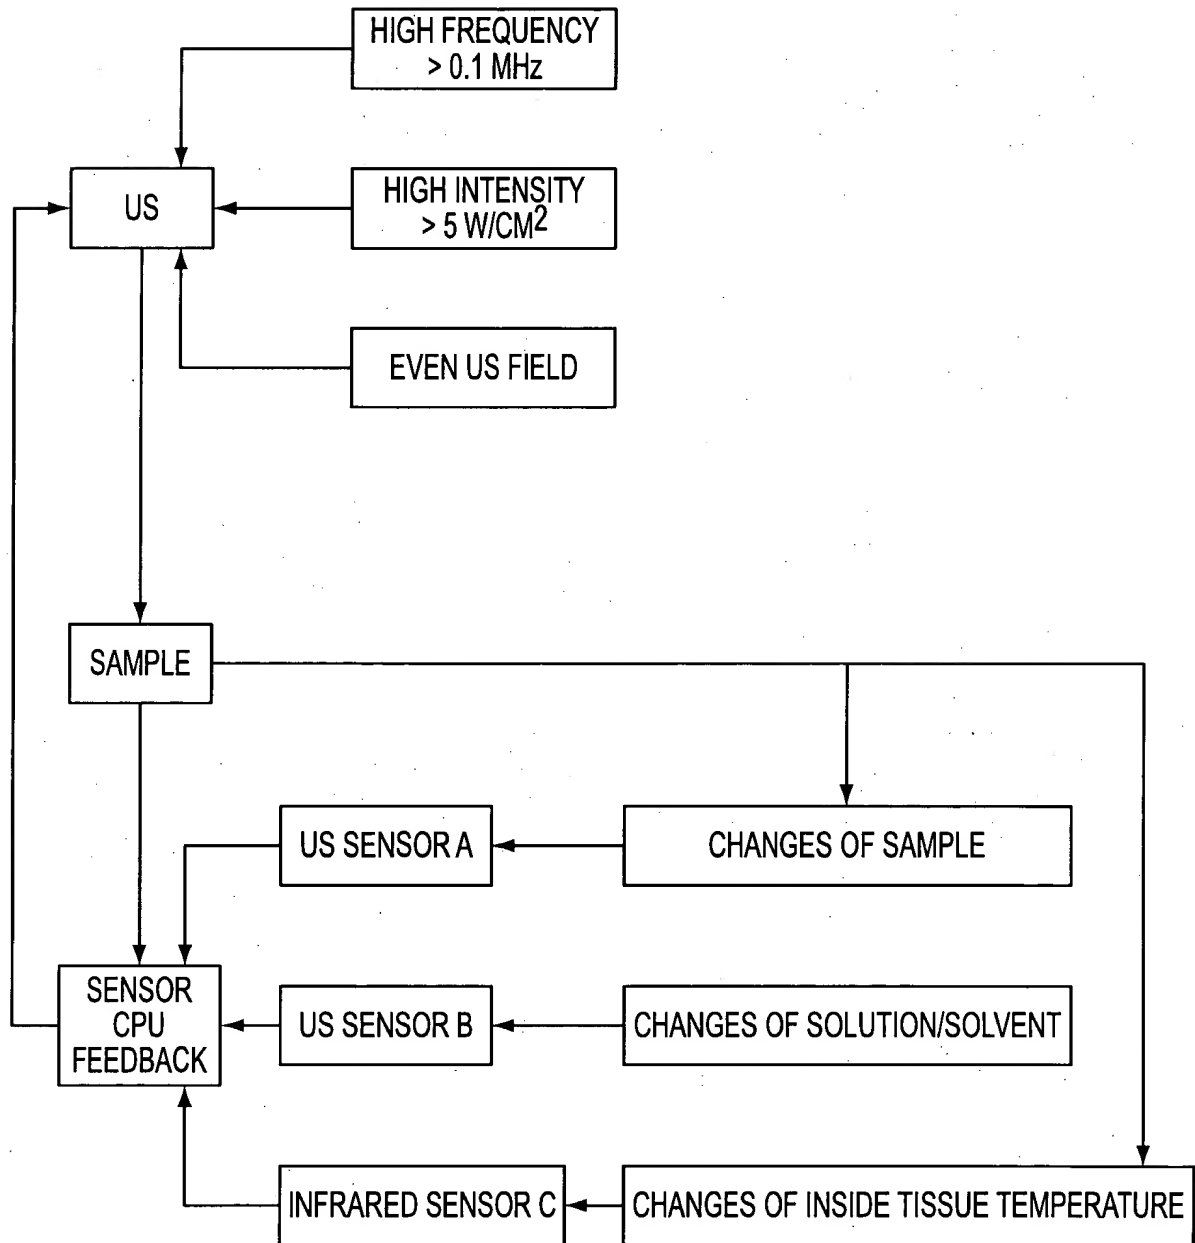 HIGH FREQUENCY
> 0.1 MHz
US
HIGH INTENSITY
> 5 W/CM²
EVEN US FIELD
SAMPLE
US SENSOR A
CHANGES OF SAMPLE
SENSOR
CPU
FEEDBACK
US SENSOR B
CHANGES OF SOLUTION/SOLVENT
INFRARED SENSOR C
CHANGES OF INSIDE TISSUE TEMPERATURE